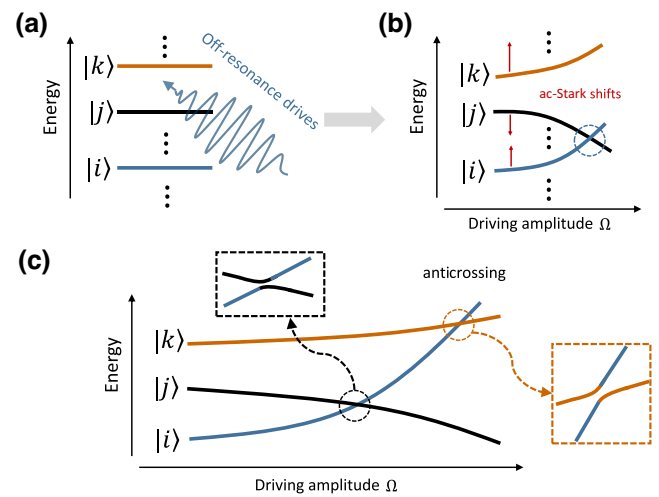 (a)
Energy
|k⟩
|j⟩
|i⟩
Off-resonance drives
(b)
Energy
|k⟩
|j⟩
|i⟩
ac-Stark shifts
Driving amplitude Ω
(c)
anticrossing
Energy
|k⟩
|j⟩
|i⟩
Driving amplitude Ω